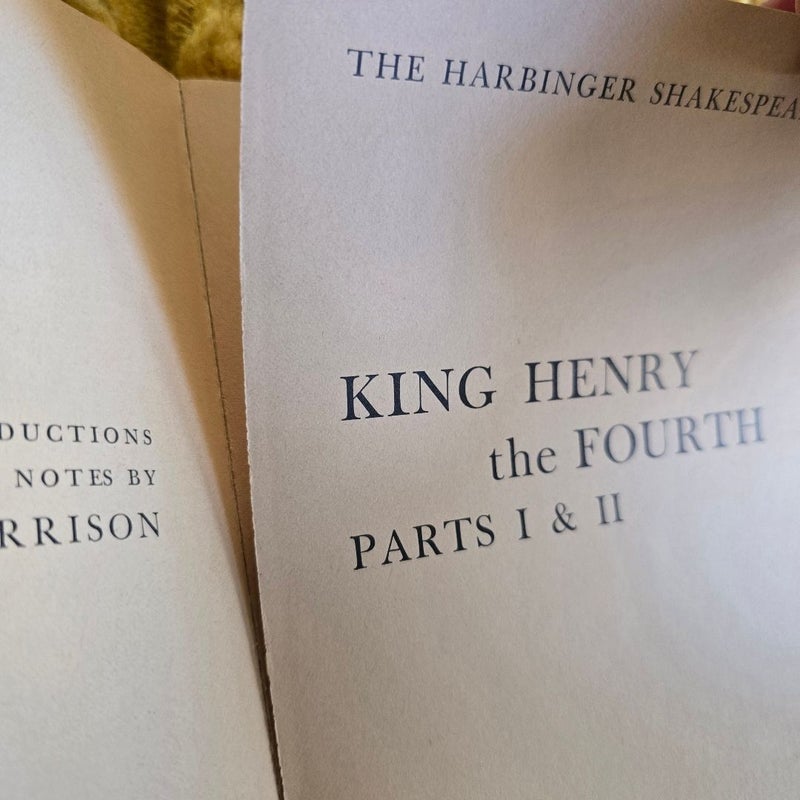 DUCTIONS
NOTES BY
RRISON
THE HARBINGER SHAKESPEA
KING HENRY
the FOURTH
PARTS I & II